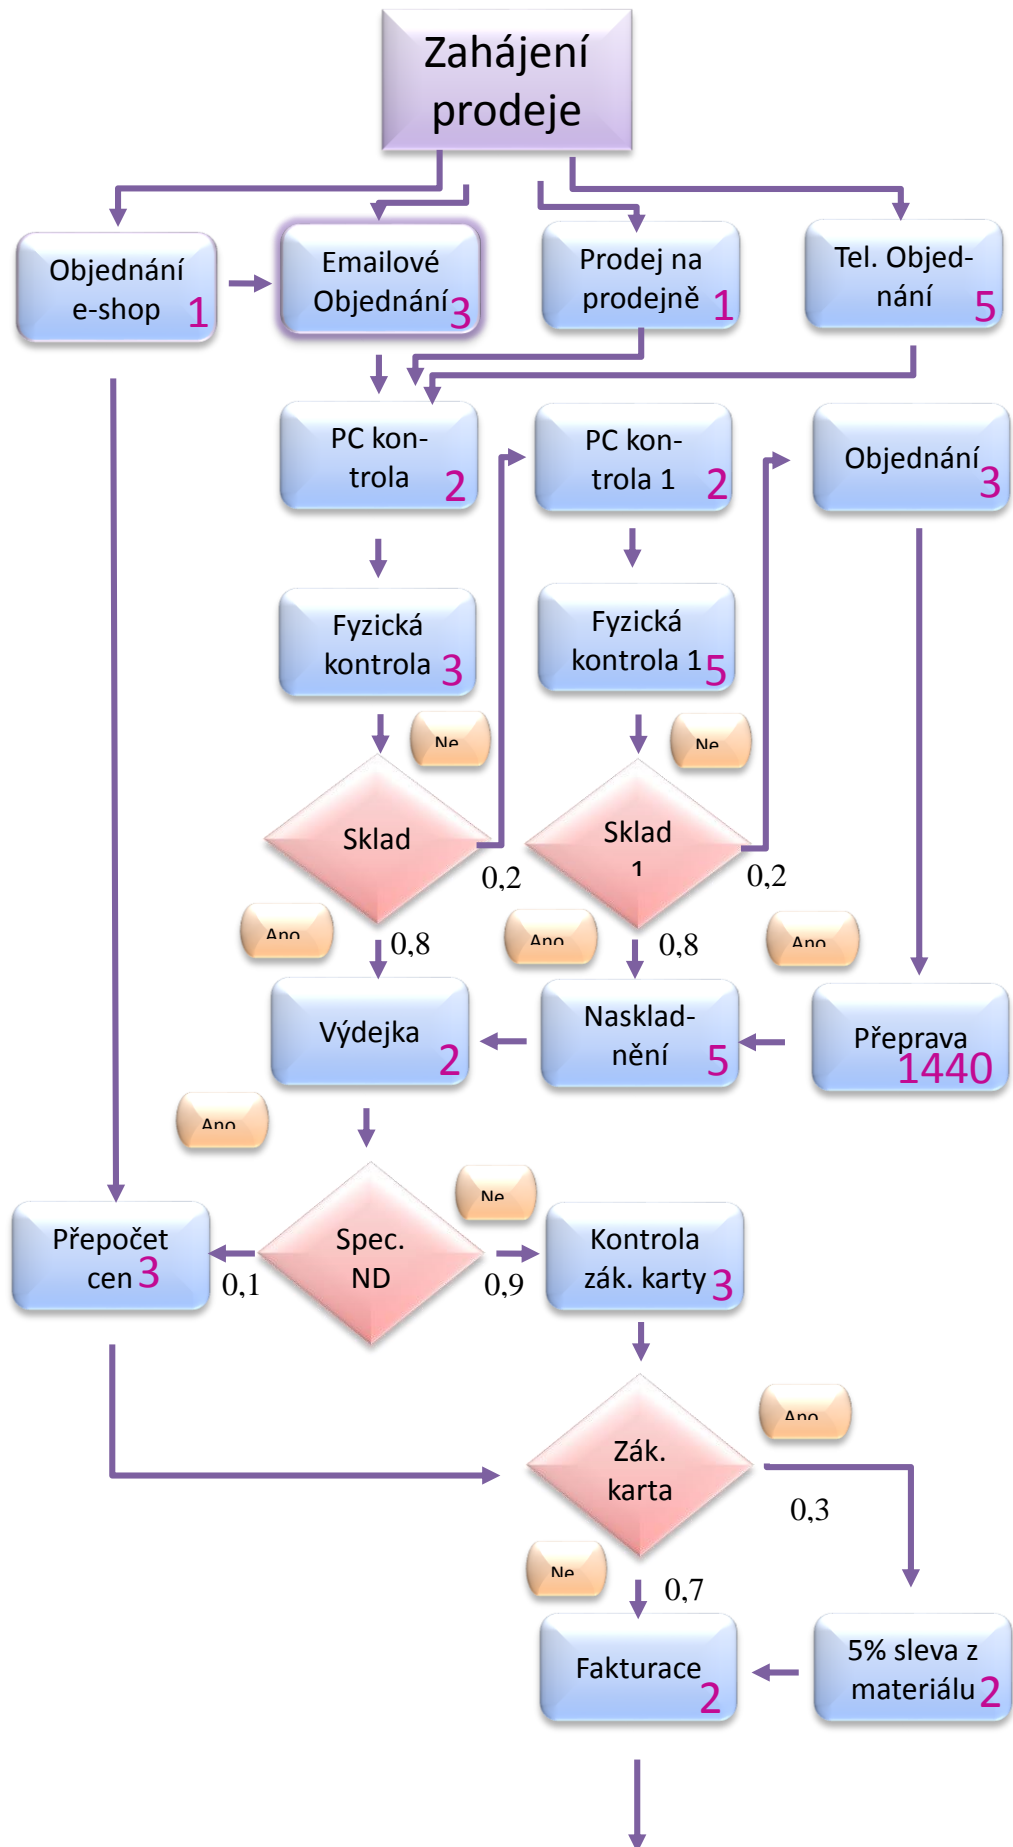 Zahájení
prodeje
Objednání
e-shop 1
Emailové
Objednání 3
Prodej na
prodejně 1
Tel. Objed-
nání 5
PC kon-
trola 2
PC kon-
trola 1 2
Objednání 3
Fyzická
kontrola 3
Fyzická
kontrola 1 5
Ne
Ne
Sklad
0,2
Sklad
1
0,2
Ano
0,8
Ano
0,8
Ano
Výdejka 2
Nasklad-
nění 5
Přeprava
1440
Ano
Ne
Přepočet
cen 3
0,1
Spec.
ND
0,9
Kontrola
zák. karty 3
Ano
Zák.
karta
0,3
Ne
0,7
Fakturace 2
5% sleva z
materiálu 2